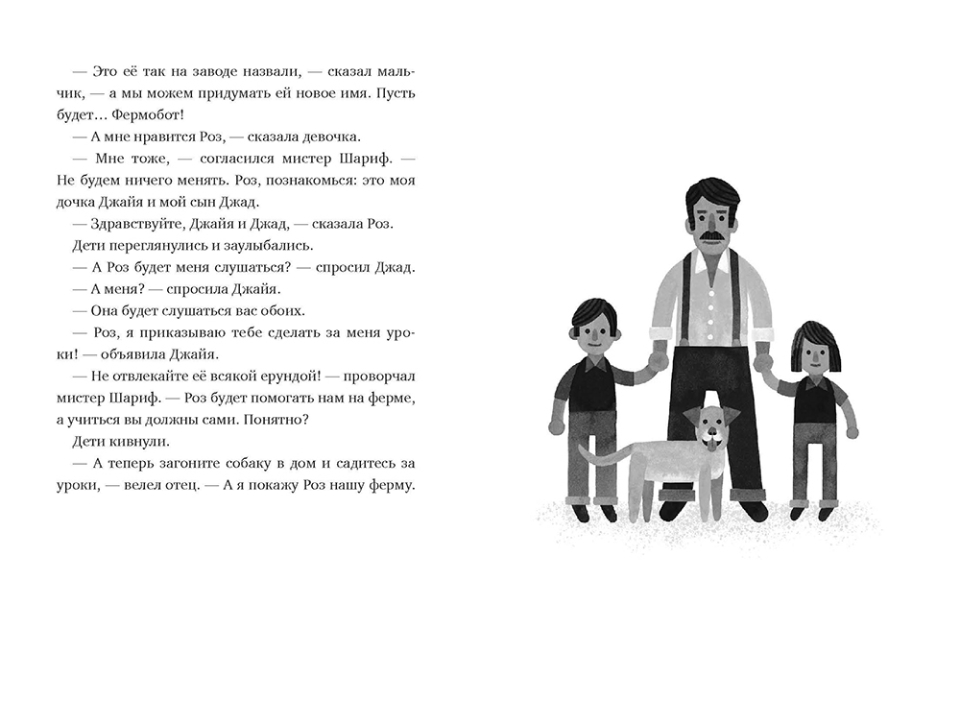 — Это её так на заводе назвали, — сказал маль-
чик, — а мы можем придумать ей новое имя. Пусть
будет… Фермобот!
— А мне нравится Роз, — сказала девочка.
— Мне тоже, — согласился мистер Шариф. —
Не будем ничего менять. Роз, познакомься: это моя
дочка Джайя и мой сын Джад.
— Здравствуйте, Джайя и Джад, — сказала Роз.
Дети переглянулись и заулыбались.
— А Роз будет меня слушаться? — спросил Джад.
— А меня? — спросила Джайя.
— Она будет слушаться вас обоих.
— Роз, я приказываю тебе сделать за меня уро-
ки! — объявила Джайя.
— Не отвлекайте её всякой ерундой! — проворчал
мистер Шариф. — Роз будет помогать нам на ферме,
а учиться вы должны сами. Понятно?
Дети кивнули.
— А теперь загоните собаку в дом и садитесь за
уроки, — велел отец. — А я покажу Роз нашу ферму.